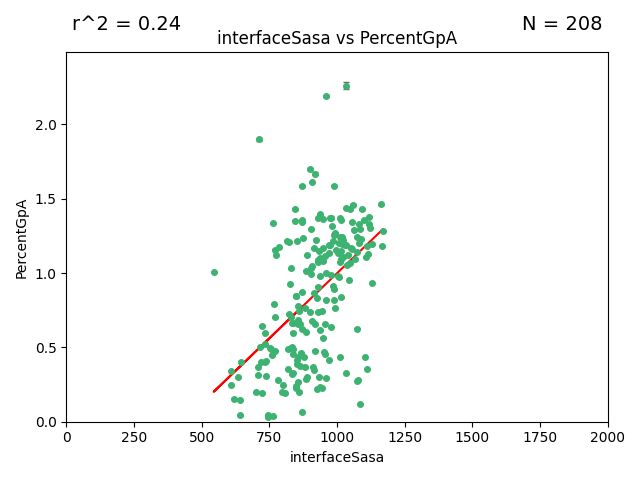 r^2 = 0.24
N = 208
interfaceSasa vs PercentGpA
PercentGpA
2.0
1.5
1.0
0.5
0.0
0 250 500 750 1000 1250 1500 1750 2000
interfaceSasa